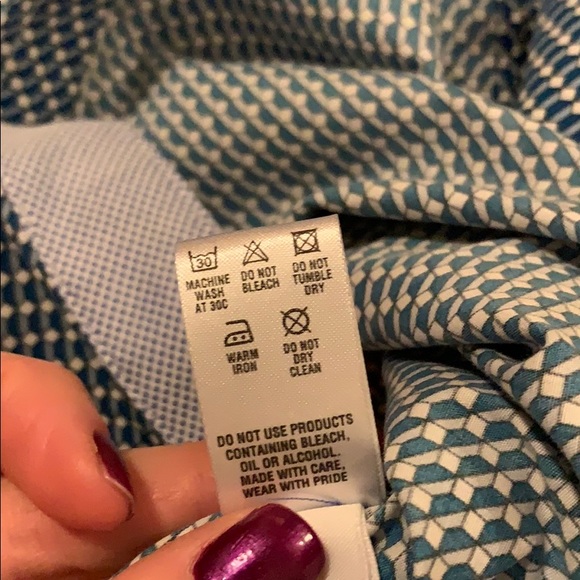 30
MACHINE
WASH
AT 30C
DO NOT
BLEACH
DO NOT
TUMBLE
DRY
WARM
IRON
DO NOT
DRY
CLEAN
DO NOT USE PRODUCTS
CONTAINING BLEACH,
OIL OR ALCOHOL.
MADE WITH CARE,
WEAR WITH PRIDE